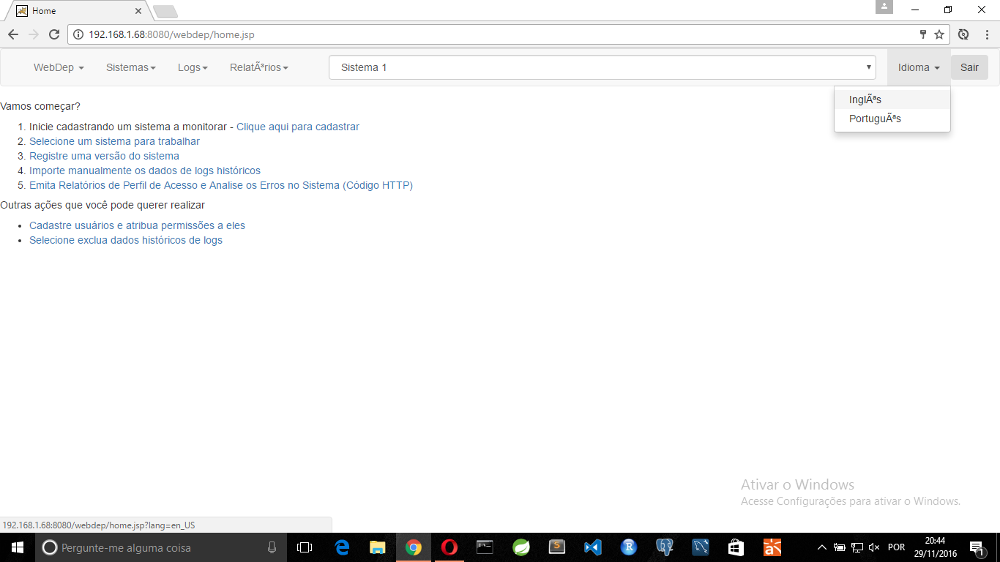 Home
192.168.1.68:8080/webdep/home.jsp
WebDep Sistemas Logs RelatÃ³rios Sistema 1 Idioma Sair
InglÃªs
PortuguÃªs
Vamos começar?
1. Inicie cadastrando um sistema a monitorar - Clique aqui para cadastrar
2. Selecione um sistema para trabalhar
3. Registre uma versão do sistema
4. Importe manualmente os dados de logs históricos
5. Emita Relatórios de Perfil de Acesso e Analise os Erros no Sistema (Código HTTP)
Outras ações que você pode querer realizar
• Cadastre usuários e atribua permissões a eles
• Selecione exclua dados históricos de logs
Ativar o Windows
Acesse Configurações para ativar o Windows.
192.168.1.68:8080/webdep/home.jsp?lang=en_US
Pergunte-me alguma coisa
POR
20:44
29/11/2016
1